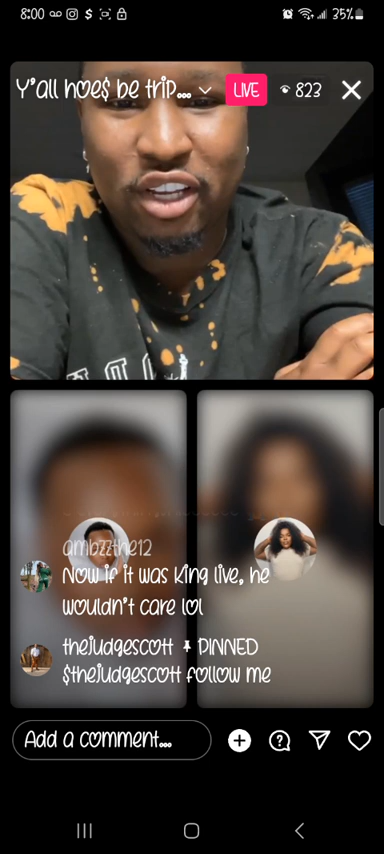 8:00 $ 35%
Y'all hoe$ be trip... LIVE 823
ambzzthe12
Now if it was King live, he
wouldn't care lol
thejudgescott PINNED
$thejudgescott follow me
Add a comment...